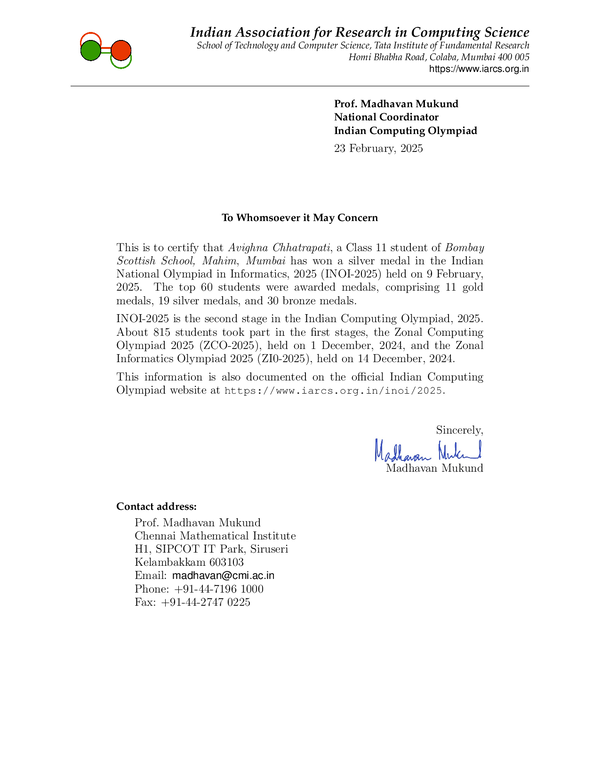 Indian Association for Research in Computing Science
School of Technology and Computer Science, Tata Institute of Fundamental Research
Homi Bhabha Road, Colaba, Mumbai 400 005
https://www.iarcs.org.in
Prof. Madhavan Mukund
National Coordinator
Indian Computing Olympiad
23 February, 2025
To Whomsoever it May Concern
This is to certify that Avighna Chhatrapati, a Class 11 student of Bombay
Scottish School, Mahim, Mumbai has won a silver medal in the Indian
National Olympiad in Informatics, 2025 (INOI-2025) held on 9 February,
2025. The top 60 students were awarded medals, comprising 11 gold
medals, 19 silver medals, and 30 bronze medals.
INOI-2025 is the second stage in the Indian Computing Olympiad, 2025.
About 815 students took part in the first stages, the Zonal Computing
Olympiad 2025 (ZCO-2025), held on 1 December, 2024, and the Zonal
Informatics Olympiad 2025 (ZI0-2025), held on 14 December, 2024.
This information is also documented on the official Indian Computing
Olympiad website at https://www.iarcs.org.in/inoi/2025.
Sincerely,
Madhavan Mukund
Madhavan Mukund
Contact address:
Prof. Madhavan Mukund
Chennai Mathematical Institute
H1, SIPCOT IT Park, Siruseri
Kelambakkam 603103
Email: madhavan@cmi.ac.in
Phone: +91-44-7196 1000
Fax: +91-44-2747 0225